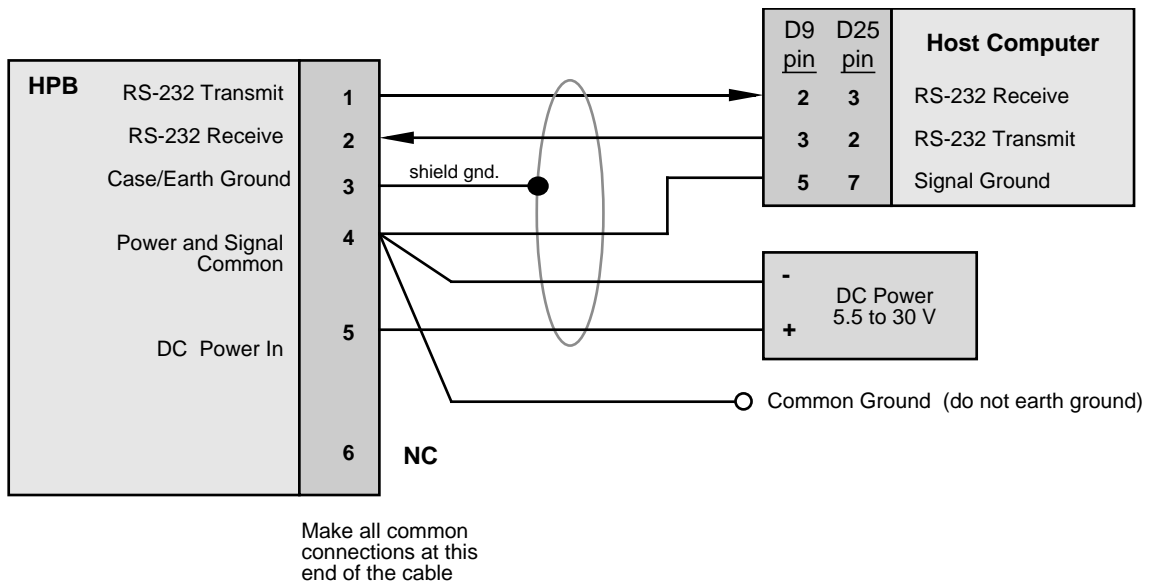 D9 D25 Host Computer
pin pin
HPB RS-232 Transmit 1 2 3 RS-232 Receive
RS-232 Receive 2 3 2 RS-232 Transmit
Case/Earth Ground 3 shield gnd. 5 7 Signal Ground
Power and Signal 4
Common
-
DC Power
5.5 to 30 V
DC Power In 5 +
Common Ground (do not earth ground)
6 NC
Make all common
connections at this
end of the cable